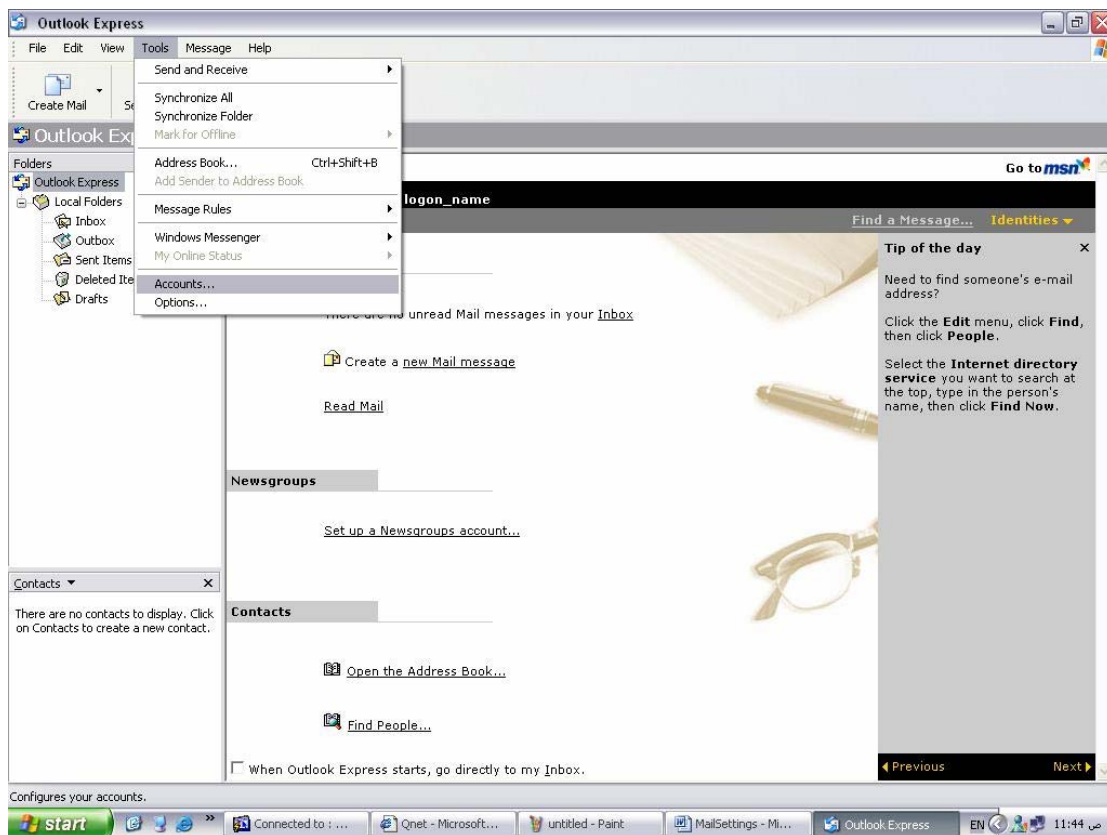 Outlook Express
File Edit View Tools Message Help
Create Mail
Send and Receive
Synchronize All
Synchronize Folder
Mark for Offline
Address Book... Ctrl+Shift+B
Add Sender to Address Book
Message Rules
Windows Messenger
My Online Status
Accounts...
Options...
Folders
Outlook Express
Local Folders
Inbox
Outbox
Sent Items
Deleted Ite
Drafts
Go to msn
logon_name
Find a Message... Identities
unread Mail messages in your Inbox
Create a new Mail message
Read Mail
Newsgroups
Set up a Newsgroups account...
Contacts
Open the Address Book...
Find People...
When Outlook Express starts, go directly to my Inbox.
Tip of the day
Need to find someone's e-mail
address?
Click the Edit menu, click Find,
then click People.
Select the Internet directory
service you want to search at
the top, type in the person's
name, then click Find Now.
Previous Next
Contacts
There are no contacts to display. Click
on Contacts to create a new contact.
Configures your accounts.
start Connected to : ... Qnet - Microsoft... untitled - Paint MailSettings - Mi... Outlook Express EN 11:44 ص